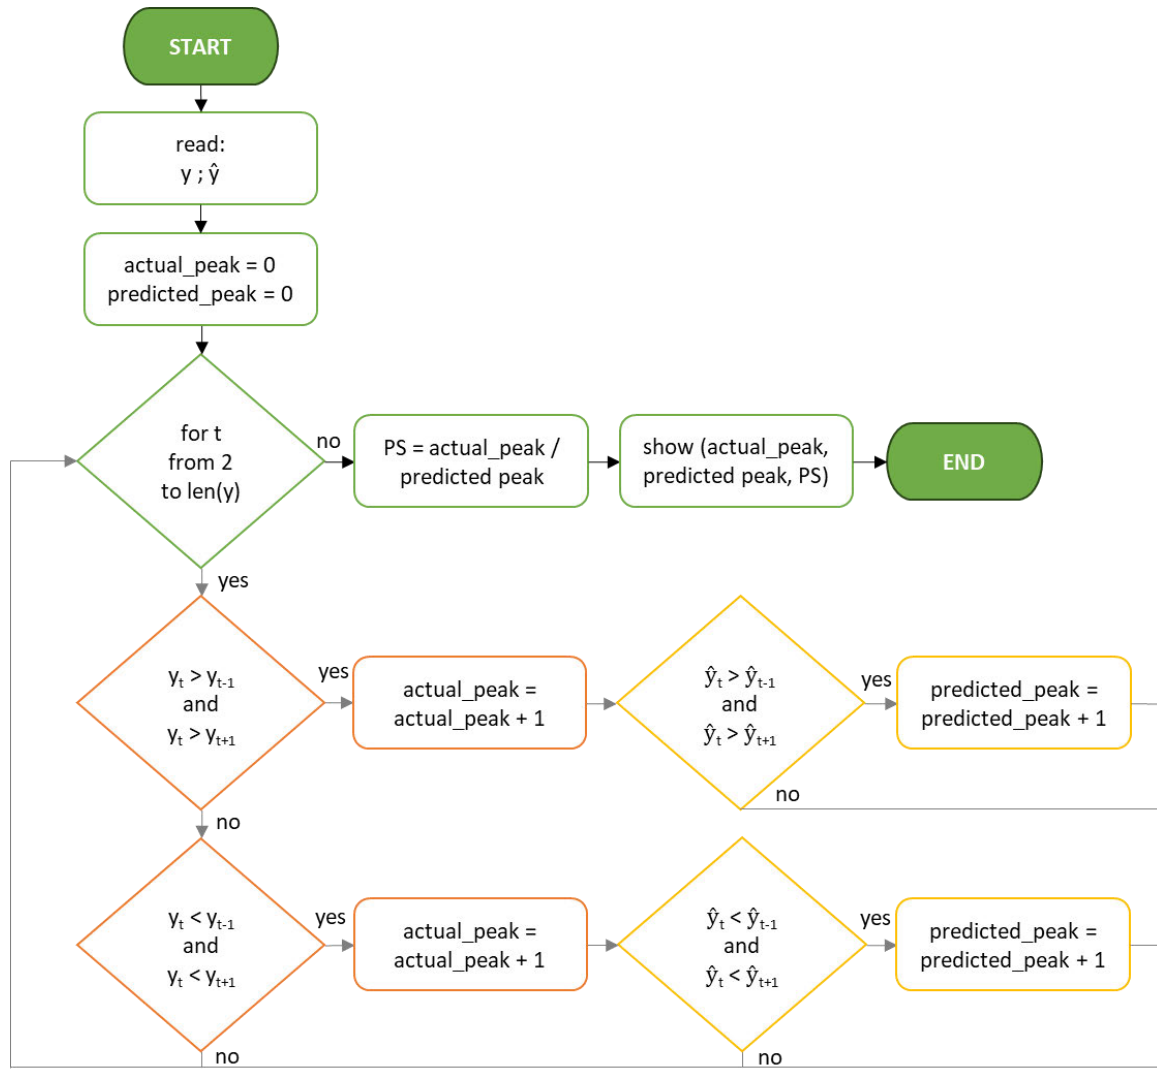 START
read:
y ; ŷ
actual_peak = 0
predicted_peak = 0
for t
from 2
to len(y)
no
PS = actual_peak /
predicted peak
show (actual_peak,
predicted peak, PS)
END
yes
yₜ > yₜ₋₁
and
yₜ > yₜ₊₁
yes
actual_peak =
actual_peak + 1
ŷₜ > ŷₜ₋₁
and
ŷₜ > ŷₜ₊₁
yes
predicted_peak =
predicted_peak + 1
no
no
yₜ < yₜ₋₁
and
yₜ < yₜ₊₁
yes
actual_peak =
actual_peak + 1
ŷₜ < ŷₜ₋₁
and
ŷₜ < ŷₜ₊₁
yes
predicted_peak =
predicted_peak + 1
no
no